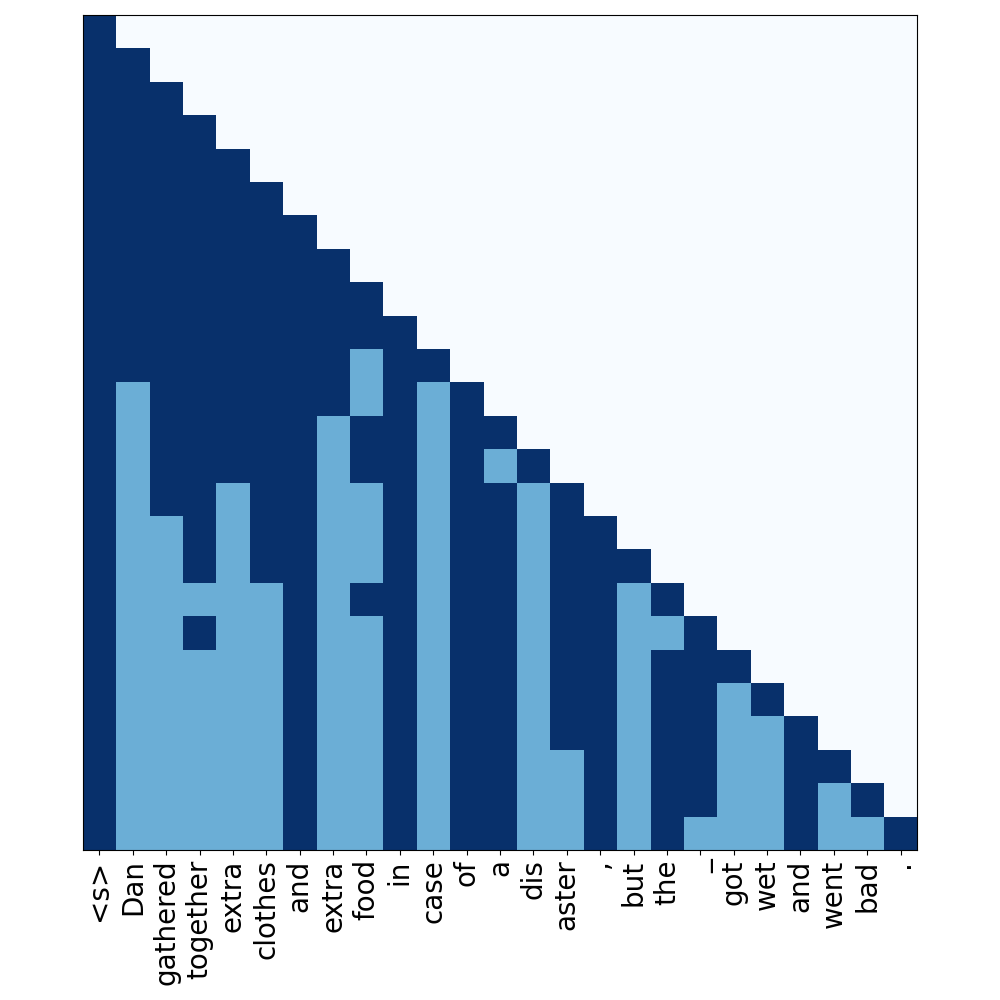 <s> Dan gathered together extra clothes and extra food in case of a dis aster , but the _ got wet and went bad .